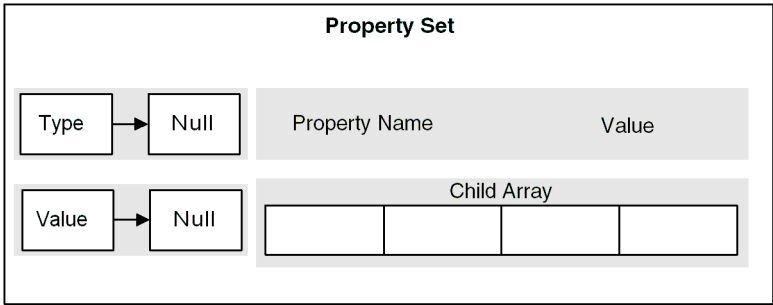 Property Set
Type
Null
Property Name
Value
Value
Null
Child Array